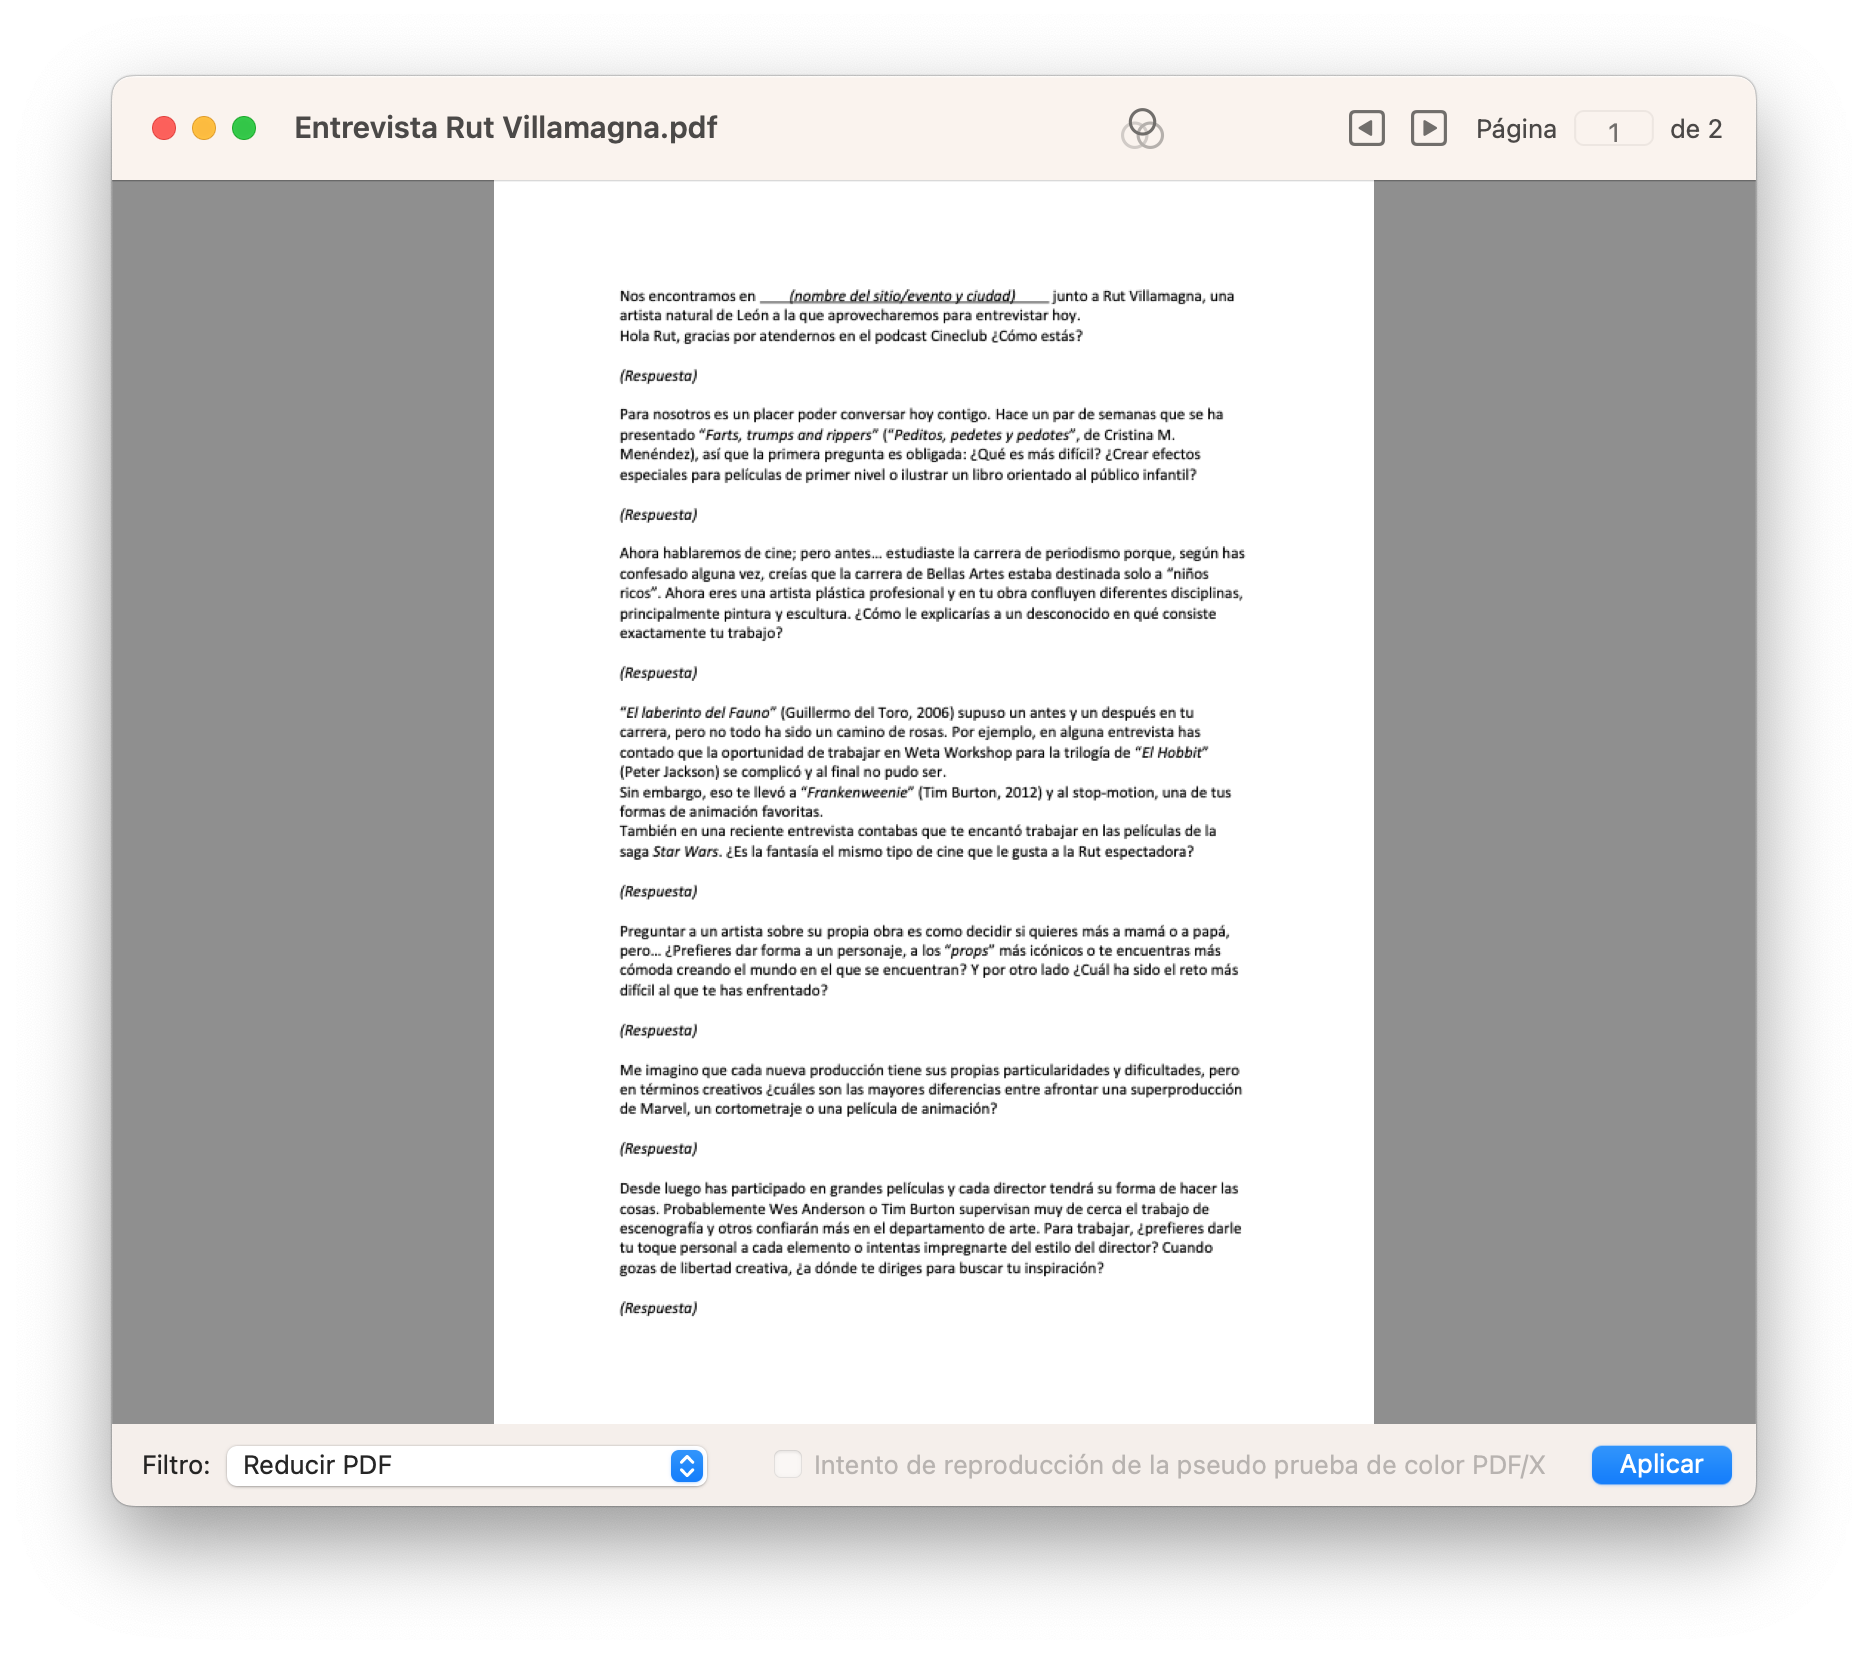 Entrevista Rut Villamagna.pdf
Página 1 de 2
Nos encontramos en ____(nombre del sitio/evento y ciudad)____ junto a Rut Villamagna, una
artista natural de León a la que aprovecharemos para entrevistar hoy.
Hola Rut, gracias por atendernos en el podcast Cineclub ¿Cómo estás?
(Respuesta)
Para nosotros es un placer poder conversar hoy contigo. Hace un par de semanas que se ha
presentado “Farts, trumps and rippers” (“Peditos, pedetes y pedotes”, de Cristina M.
Menéndez), así que la primera pregunta es obligada: ¿Qué es más difícil? ¿Crear efectos
especiales para películas de primer nivel o ilustrar un libro orientado al público infantil?
(Respuesta)
Ahora hablaremos de cine; pero antes... estudiaste la carrera de periodismo porque, según has
confesado alguna vez, creías que la carrera de Bellas Artes estaba destinada solo a “niños
ricos”. Ahora eres una artista plástica profesional y en tu obra confluyen diferentes disciplinas,
principalmente pintura y escultura. ¿Cómo le explicarías a un desconocido en qué consiste
exactamente tu trabajo?
(Respuesta)
“El laberinto del Fauno” (Guillermo del Toro, 2006) supuso un antes y un después en tu
carrera, pero no todo ha sido un camino de rosas. Por ejemplo, en alguna entrevista has
contado que la oportunidad de trabajar en Weta Workshop para la trilogía de “El Hobbit”
(Peter Jackson) se complicó y al final no pudo ser.
Sin embargo, eso te llevó a “Frankenweenie” (Tim Burton, 2012) y al stop-motion, una de tus
formas de animación favoritas.
También en una reciente entrevista contabas que te encantó trabajar en las películas de la
saga Star Wars. ¿Es la fantasía el mismo tipo de cine que le gusta a la Rut espectadora?
(Respuesta)
Preguntar a un artista sobre su propia obra es como decidir si quieres más a mamá o a papá,
pero... ¿Prefieres dar forma a un personaje, a los “props” más icónicos o te encuentras más
cómoda creando el mundo en el que se encuentran? Y por otro lado ¿Cuál ha sido el reto más
difícil al que te has enfrentado?
(Respuesta)
Me imagino que cada nueva producción tiene sus propias particularidades y dificultades, pero
en términos creativos ¿cuáles son las mayores diferencias entre afrontar una superproducción
de Marvel, un cortometraje o una película de animación?
(Respuesta)
Desde luego has participado en grandes películas y cada director tendrá su forma de hacer las
cosas. Probablemente Wes Anderson o Tim Burton supervisan muy de cerca el trabajo de
escenografía y otros confiarán más en el departamento de arte. Para trabajar, ¿prefieres darle
tu toque personal a cada elemento o intentas impregnarte del estilo del director? Cuando
gozas de libertad creativa, ¿a dónde te diriges para buscar tu inspiración?
(Respuesta)
Filtro: Reducir PDF
Intento de reproducción de la pseudo prueba de color PDF/X
Aplicar